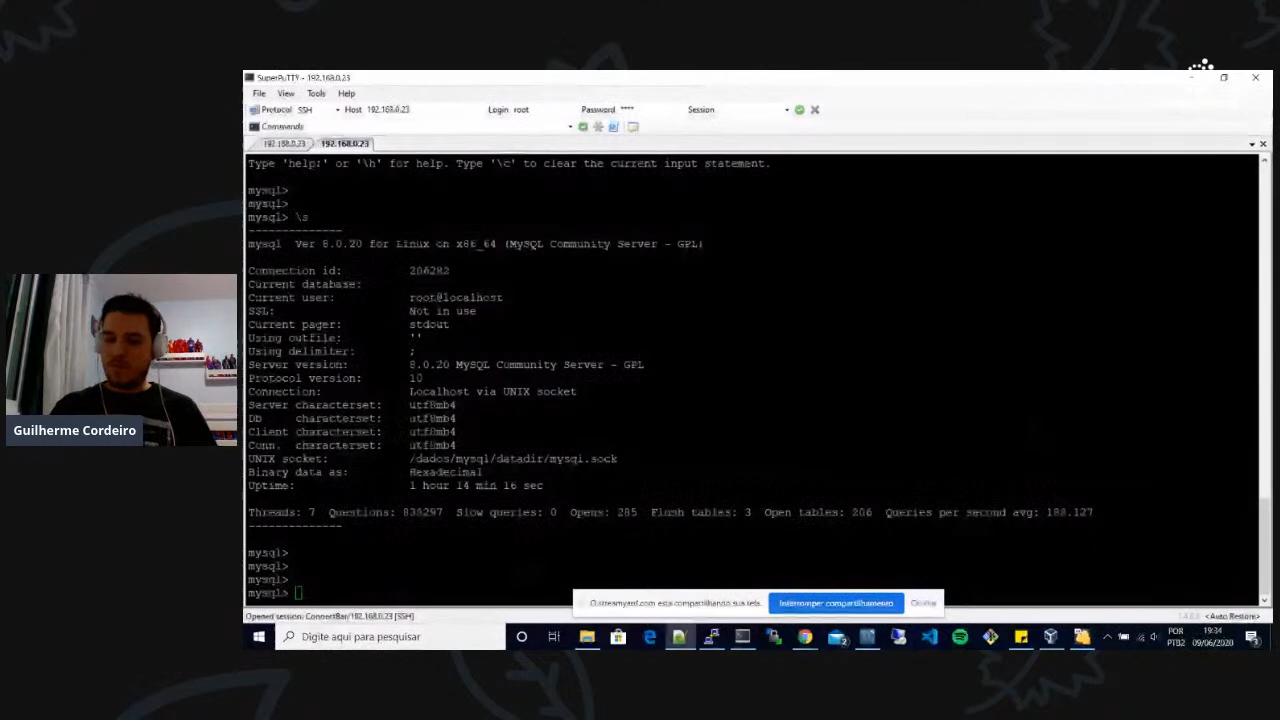 SuperPuTTY - 192.168.0.23
File View Tools Help
Protocol SSH Host 192.168.0.23 Login root Password **** Session
Commands
192.168.0.23 192.168.0.23
Type 'help;' or '\h' for help. Type '\c' to clear the current input statement.
mysql>
mysql>
mysql> \s
--------------
mysql Ver 8.0.20 for Linux on x86_64 (MySQL Community Server - GPL)
Connection id: 206282
Current database:
Current user: root@localhost
SSL: Not in use
Current pager: stdout
Using outfile: ''
Using delimiter: ;
Server version: 8.0.20 MySQL Community Server - GPL
Protocol version: 10
Connection: Localhost via UNIX socket
Server characterset: utf8mb4
Db characterset: utf8mb4
Client characterset: utf8mb4
Conn. characterset: utf8mb4
UNIX socket: /dados/mysql/datadir/mysql.sock
Binary data as: Hexadecimal
Uptime: 1 hour 14 min 16 sec
Threads: 7 Questions: 838297 Slow queries: 0 Opens: 285 Flush tables: 3 Open tables: 206 Queries per second avg: 188.127
--------------
mysql>
mysql>
mysql>
mysql>
Guilherme Cordeiro
streamyard.com está compartilhando sua tela. Interromper compartilhamento Ocultar
Opened session: ConnectBar/192.168.0.23 [SSH] <Auto Restore>
Digite aqui para pesquisar
POR 19:34
PTB2 09/06/2020